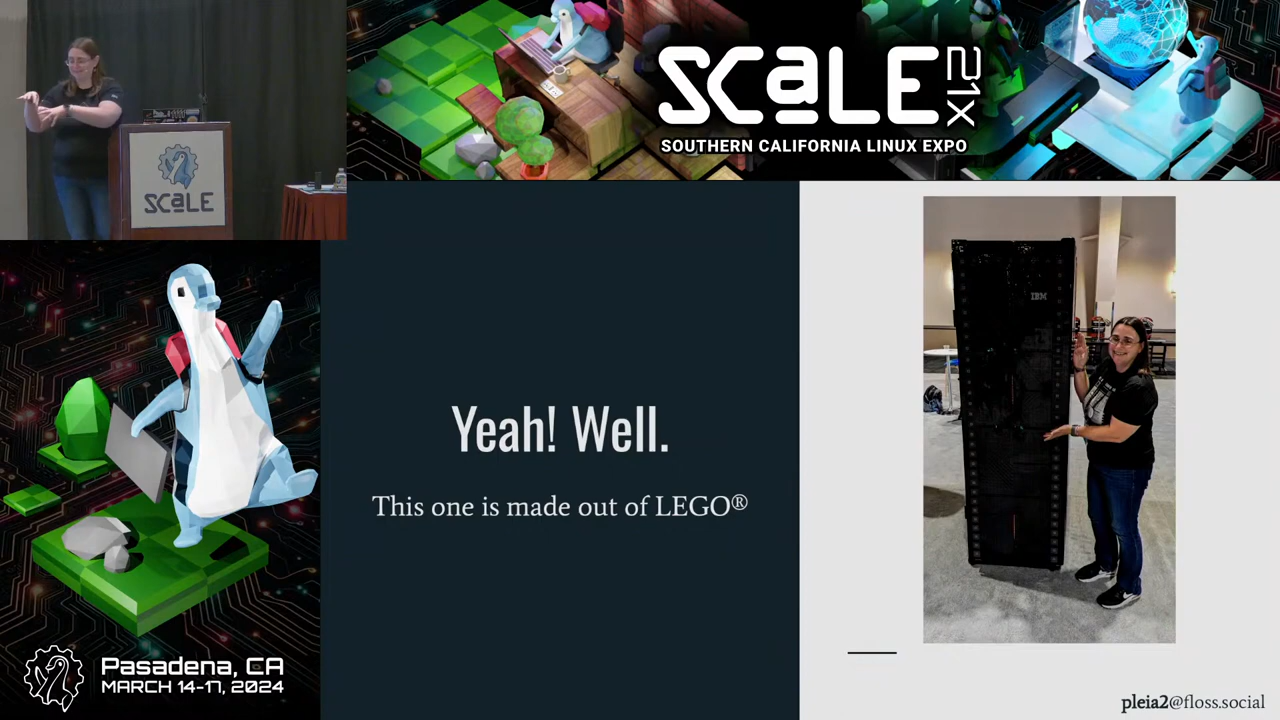 SCALE 21X
SOUTHERN CALIFORNIA LINUX EXPO
SCALE
Yeah! Well.
This one is made out of LEGO®
IBM
Pasadena, CA
MARCH 14-17, 2024
pleia2@floss.social